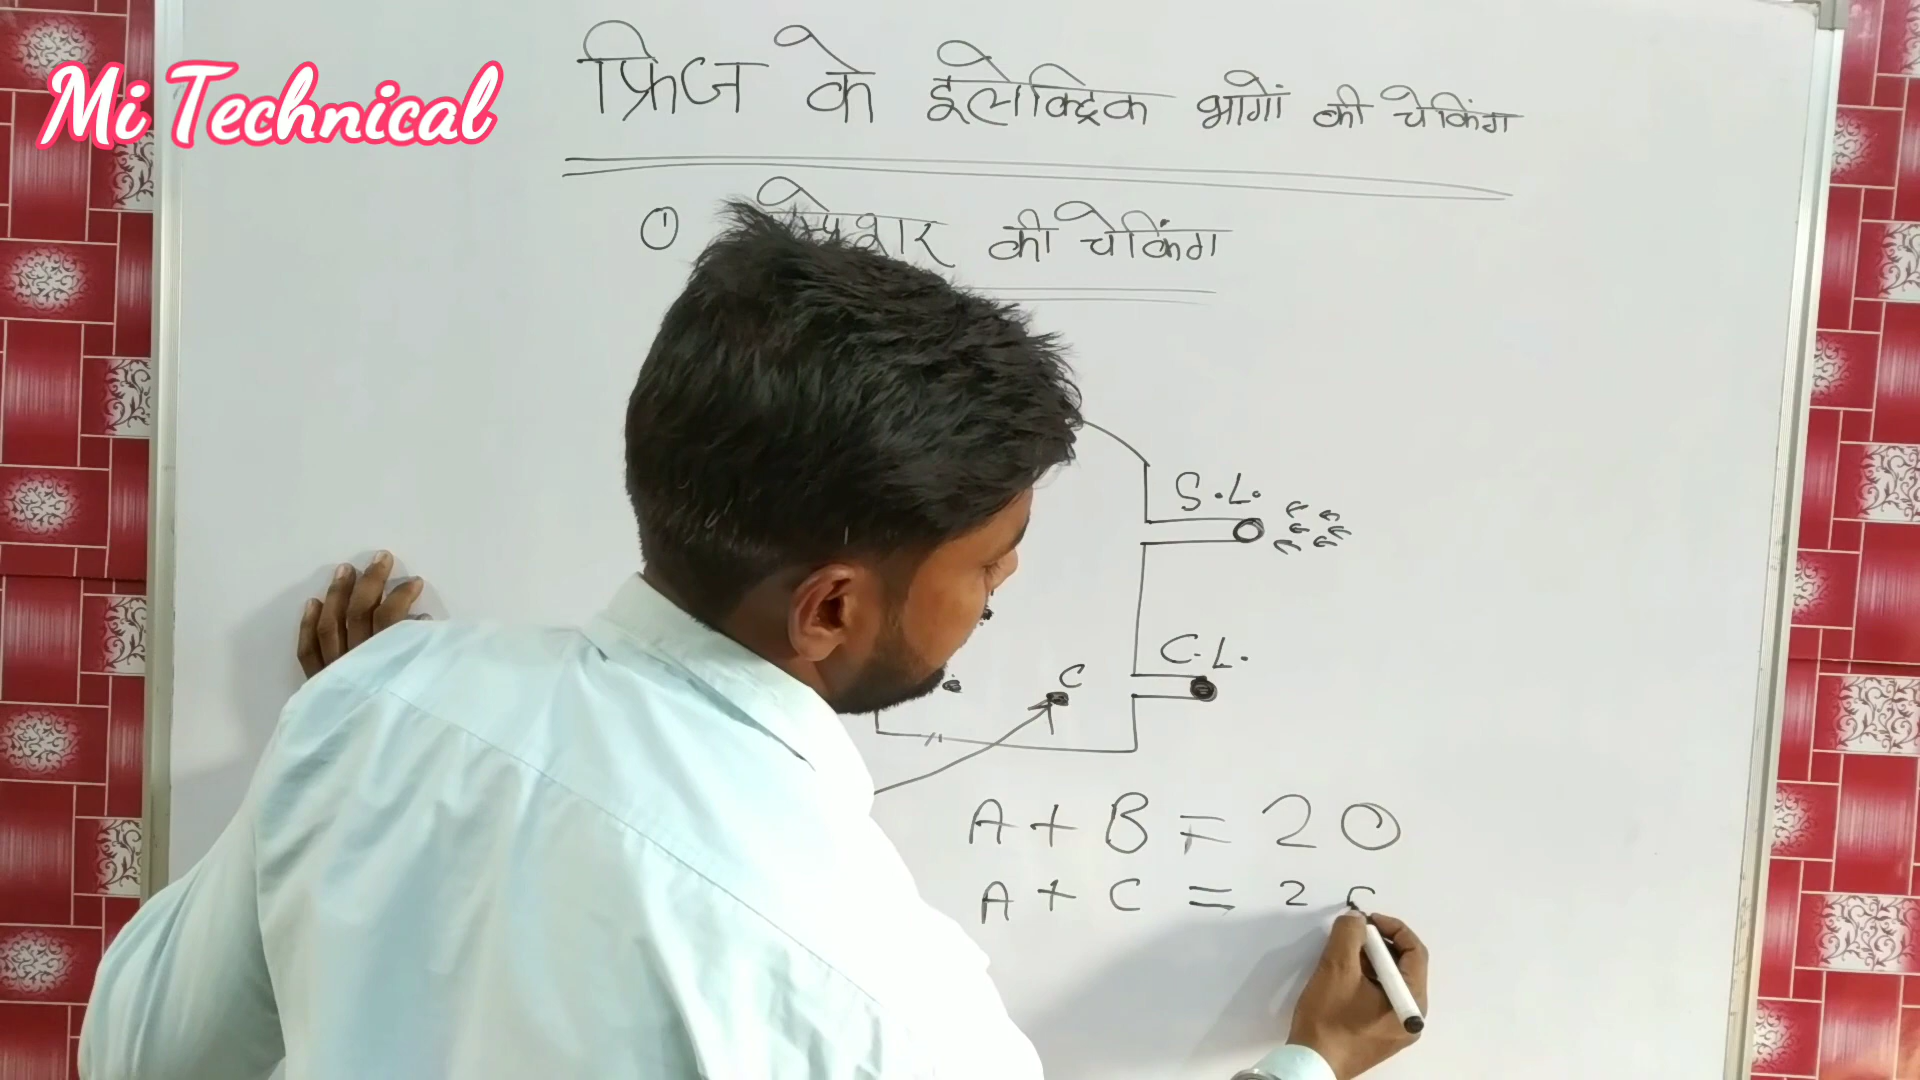 Mi Technical
फ्रिज के इलेक्ट्रिक भागों की चेकिंग
① की चेकिंग
S.L.
C.L.
C
A + B = 20
A + C = 2